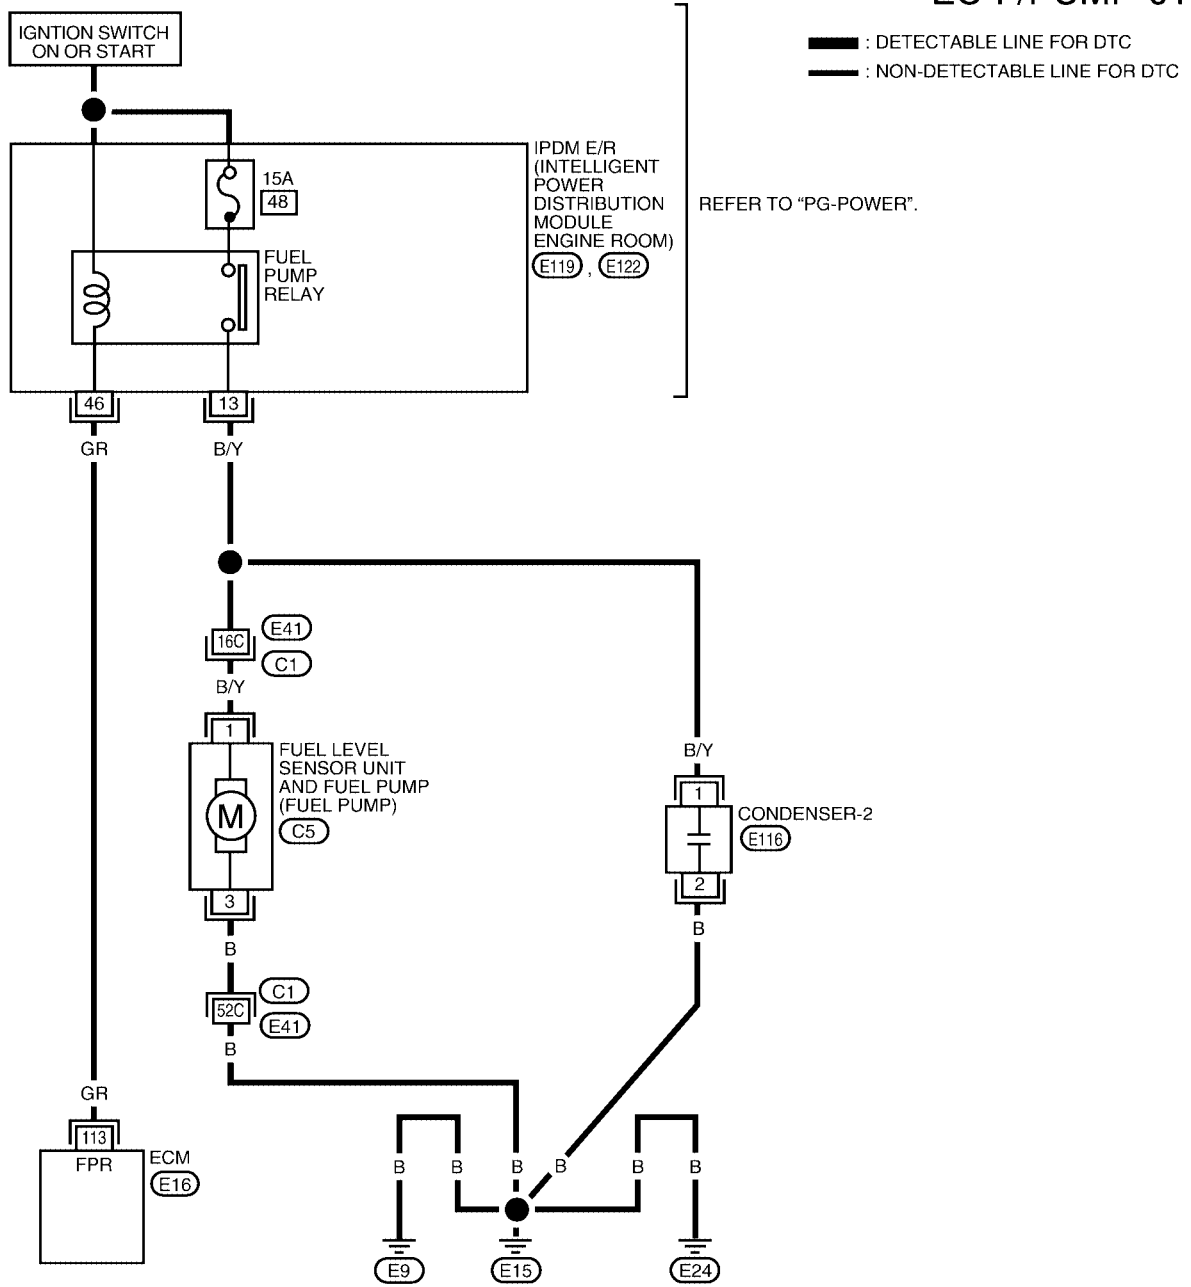 IGNTION SWITCH
ON OR START
: DETECTABLE LINE FOR DTC
: NON-DETECTABLE LINE FOR DTC
15A
48
IPDM E/R
(INTELLIGENT
POWER
DISTRIBUTION
MODULE
ENGINE ROOM)
E119 , E122
REFER TO “PG-POWER”.
FUEL
PUMP
RELAY
46
13
GR
B/Y
16C
E41
C1
B/Y
1
FUEL LEVEL
SENSOR UNIT
AND FUEL PUMP
(FUEL PUMP)
C5
M
3
B
B/Y
1
CONDENSER-2
E116
2
B
C1
52C
E41
B
GR
113
FPR
ECM
E16
B B B B B B
E9
E15
E24